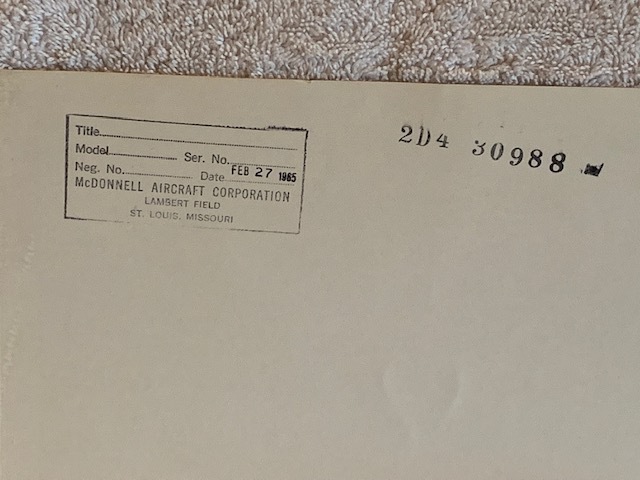 Title
Model Ser. No.
Neg. No. Date FEB 27 1965
McDONNELL AIRCRAFT CORPORATION
LAMBERT FIELD
ST. LOUIS, MISSOURI
2D4 30988